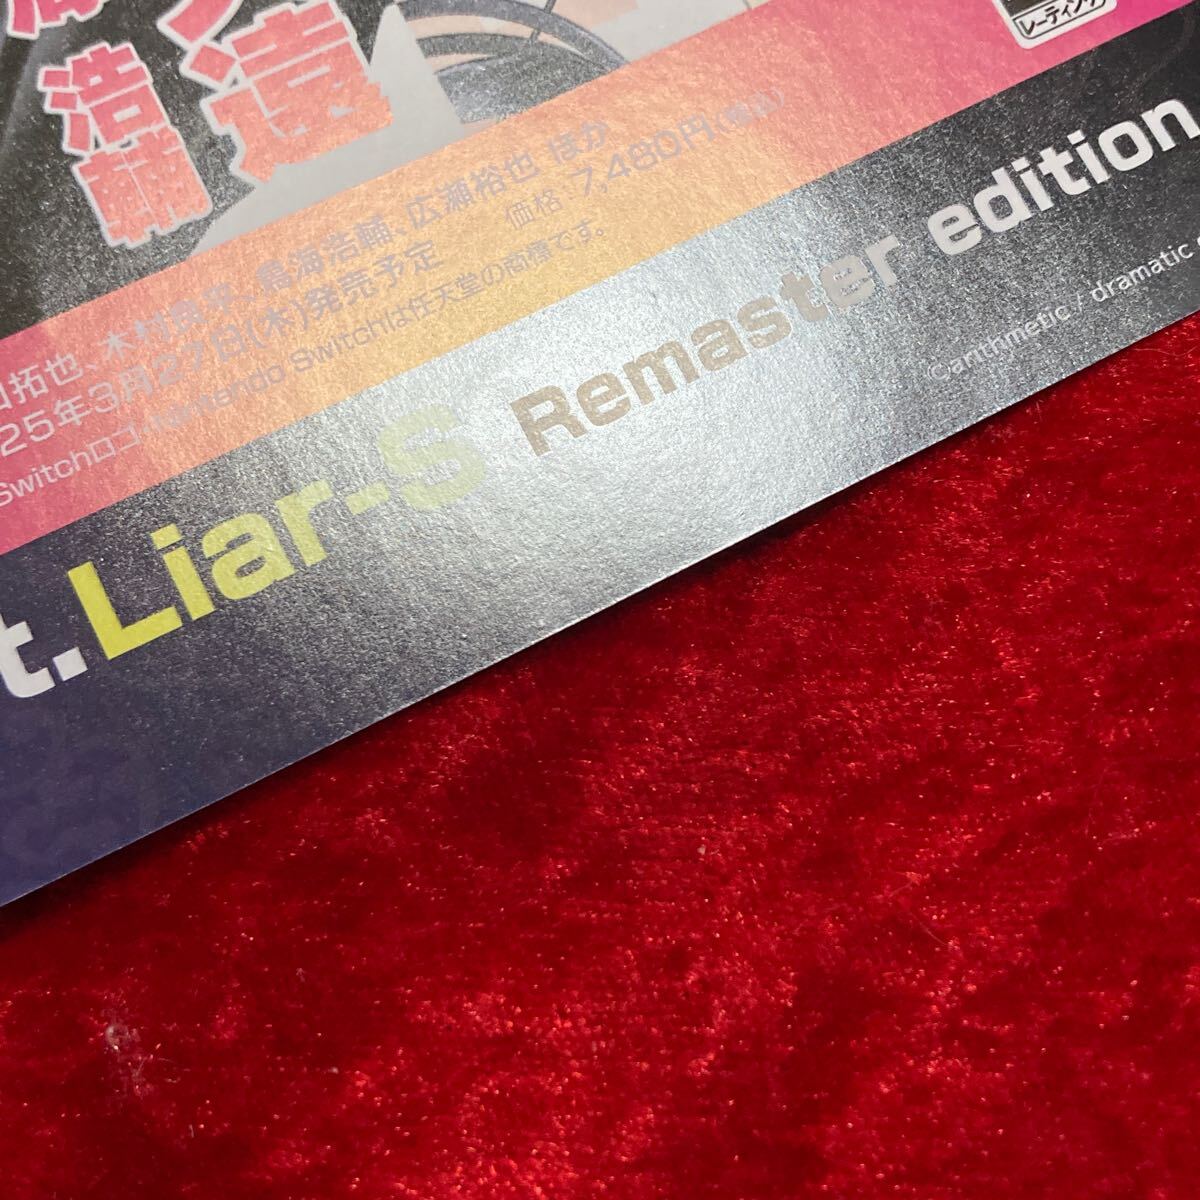 浩輔
遠
レーティング
口拓也、木村良平、鳥海浩輔、広瀬裕也 ほか
25年3月27日(木)発売予定 価格:7,480円(税込)
Switchロゴ・Nintendo Switchは任天堂の商標です。
t.Liar-S Remaster edition
©arithmetic / dramatic